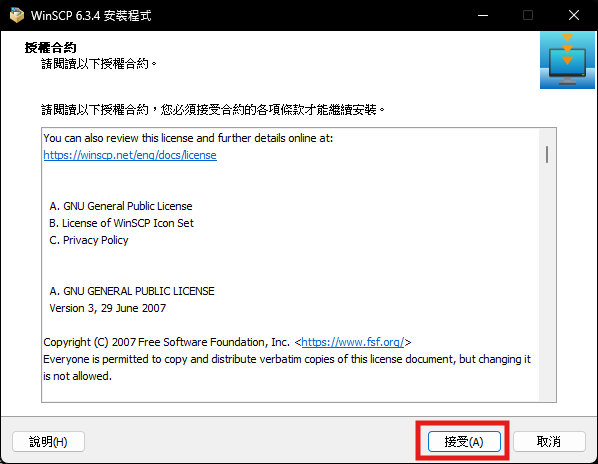 WinSCP 6.3.4 安裝程式
授權合約
請閱讀以下授權合約。
請閱讀以下授權合約，您必須接受合約的各項條款才能繼續安裝。
You can also review this license and further details online at:
https://winscp.net/eng/docs/license
A. GNU General Public License
B. License of WinSCP Icon Set
C. Privacy Policy
A. GNU GENERAL PUBLIC LICENSE
Version 3, 29 June 2007
Copyright (C) 2007 Free Software Foundation, Inc. <https://www.fsf.org/>
Everyone is permitted to copy and distribute verbatim copies of this license document, but changing it
is not allowed.
說明(H) 接受(A) 取消